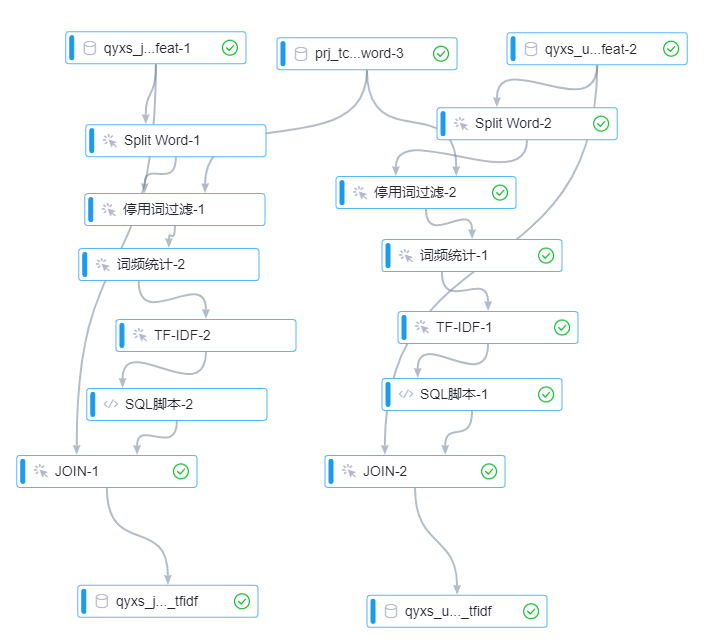 qyxs_j...feat-1
prj_tc...word-3
qyxs_u...feat-2
Split Word-1
Split Word-2
停用词过滤-1
停用词过滤-2
词频统计-2
词频统计-1
TF-IDF-2
TF-IDF-1
SQL脚本-2
SQL脚本-1
JOIN-1
JOIN-2
qyxs_j..._tfidf
qyxs_u..._tfidf